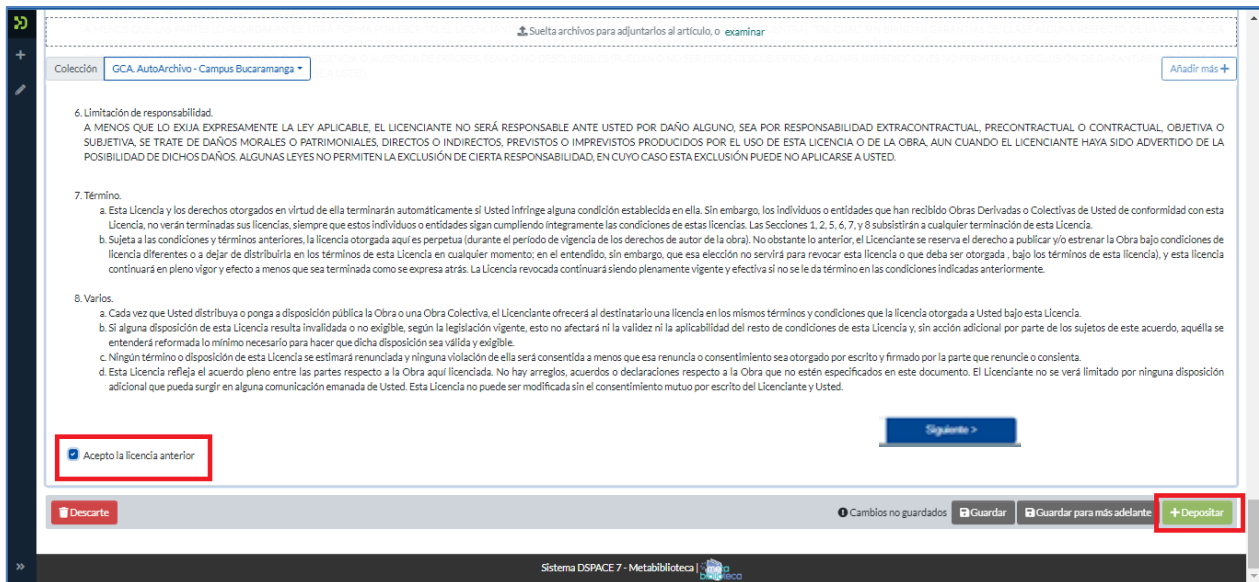 Suelta archivos para adjuntarlos al artículo, o examinar
Colección GCA. AutoArchivo - Campus Bucaramanga
Añadir más +
6. Limitación de responsabilidad.
A MENOS QUE LO EXIJA EXPRESAMENTE LA LEY APLICABLE, EL LICENCIANTE NO SERÁ RESPONSABLE ANTE USTED POR DAÑO ALGUNO, SEA POR RESPONSABILIDAD EXTRACONTRACTUAL, PRECONTRACTUAL O CONTRACTUAL, OBJETIVA O
SUBJETIVA, SE TRATE DE DAÑOS MORALES O PATRIMONIALES, DIRECTOS O INDIRECTOS, PREVISTOS O IMPREVISTOS PRODUCIDOS POR EL USO DE ESTA LICENCIA O DE LA OBRA, AUN CUANDO EL LICENCIANTE HAYA SIDO ADVERTIDO DE LA
POSIBILIDAD DE DICHOS DAÑOS. ALGUNAS LEYES NO PERMITEN LA EXCLUSIÓN DE CIERTA RESPONSABILIDAD, EN CUYO CASO ESTA EXCLUSIÓN PUEDE NO APLICARSE A USTED.
7. Término.
a. Esta Licencia y los derechos otorgados en virtud de ella terminarán automáticamente si Usted infringe alguna condición establecida en ella. Sin embargo, los individuos o entidades que han recibido Obras Derivadas o Colectivas de Usted de conformidad con esta
Licencia, no verán terminadas sus licencias, siempre que estos individuos o entidades sigan cumpliendo íntegramente las condiciones de estas licencias. Las Secciones 1, 2, 5, 6, 7, y 8 subsistirán a cualquier terminación de esta Licencia.
b. Sujeta a las condiciones y términos anteriores, la licencia otorgada aquí es perpetua (durante el período de vigencia de los derechos de autor de la obra). No obstante lo anterior, el Licenciante se reserva el derecho a publicar y/o estrenar la Obra bajo condiciones de
licencia diferentes o a dejar de distribuirla en los términos de esta Licencia en cualquier momento; en el entendido, sin embargo, que esa elección no servirá para revocar esta licencia o que deba ser otorgada , bajo los términos de esta licencia), y esta licencia
continuará en pleno vigor y efecto a menos que sea terminada como se expresa atrás. La Licencia revocada continuará siendo plenamente vigente y efectiva si no se le da término en las condiciones indicadas anteriormente.
8. Varios.
a. Cada vez que Usted distribuya o ponga a disposición pública la Obra o una Obra Colectiva, el Licenciante ofrecerá al destinatario una licencia en los mismos términos y condiciones que la licencia otorgada a Usted bajo esta Licencia.
b. Si alguna disposición de esta Licencia resulta invalidada o no exigible, según la legislación vigente, esto no afectará ni la validez ni la aplicabilidad del resto de condiciones de esta Licencia y, sin acción adicional por parte de los sujetos de este acuerdo, aquélla se
entenderá reformada lo mínimo necesario para hacer que dicha disposición sea válida y exigible.
c. Ningún término o disposición de esta Licencia se estimará renunciada y ninguna violación de ella será consentida a menos que esa renuncia o consentimiento sea otorgado por escrito y firmado por la parte que renuncie o consienta.
d. Esta Licencia refleja el acuerdo pleno entre las partes respecto a la Obra aquí licenciada. No hay arreglos, acuerdos o declaraciones respecto a la Obra que no estén especificados en este documento. El Licenciante no se verá limitado por ninguna disposición
adicional que pueda surgir en alguna comunicación emanada de Usted. Esta Licencia no puede ser modificada sin el consentimiento mutuo por escrito del Licenciante y Usted.
Siguiente >
Acepto la licencia anterior
Descarte
Cambios no guardados Guardar Guardar para más adelante + Depositar
Sistema DSPACE 7 - Metabiblioteca |